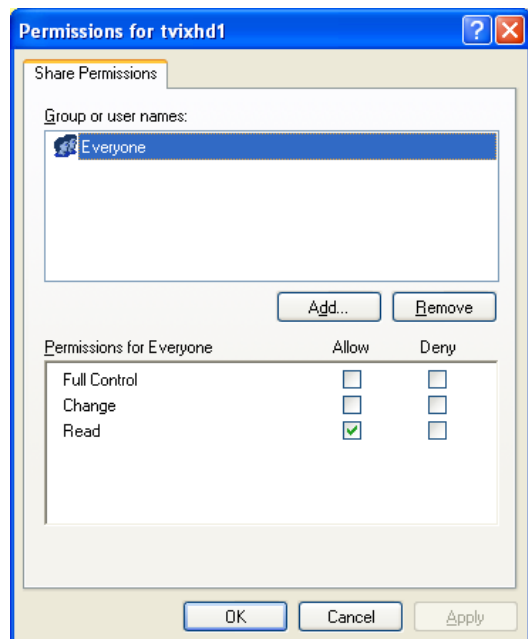 Permissions for tvixhd1
Share Permissions
Group or user names:
Everyone
Add... Remove
Permissions for Everyone Allow Deny
Full Control
Change
Read
OK Cancel Apply